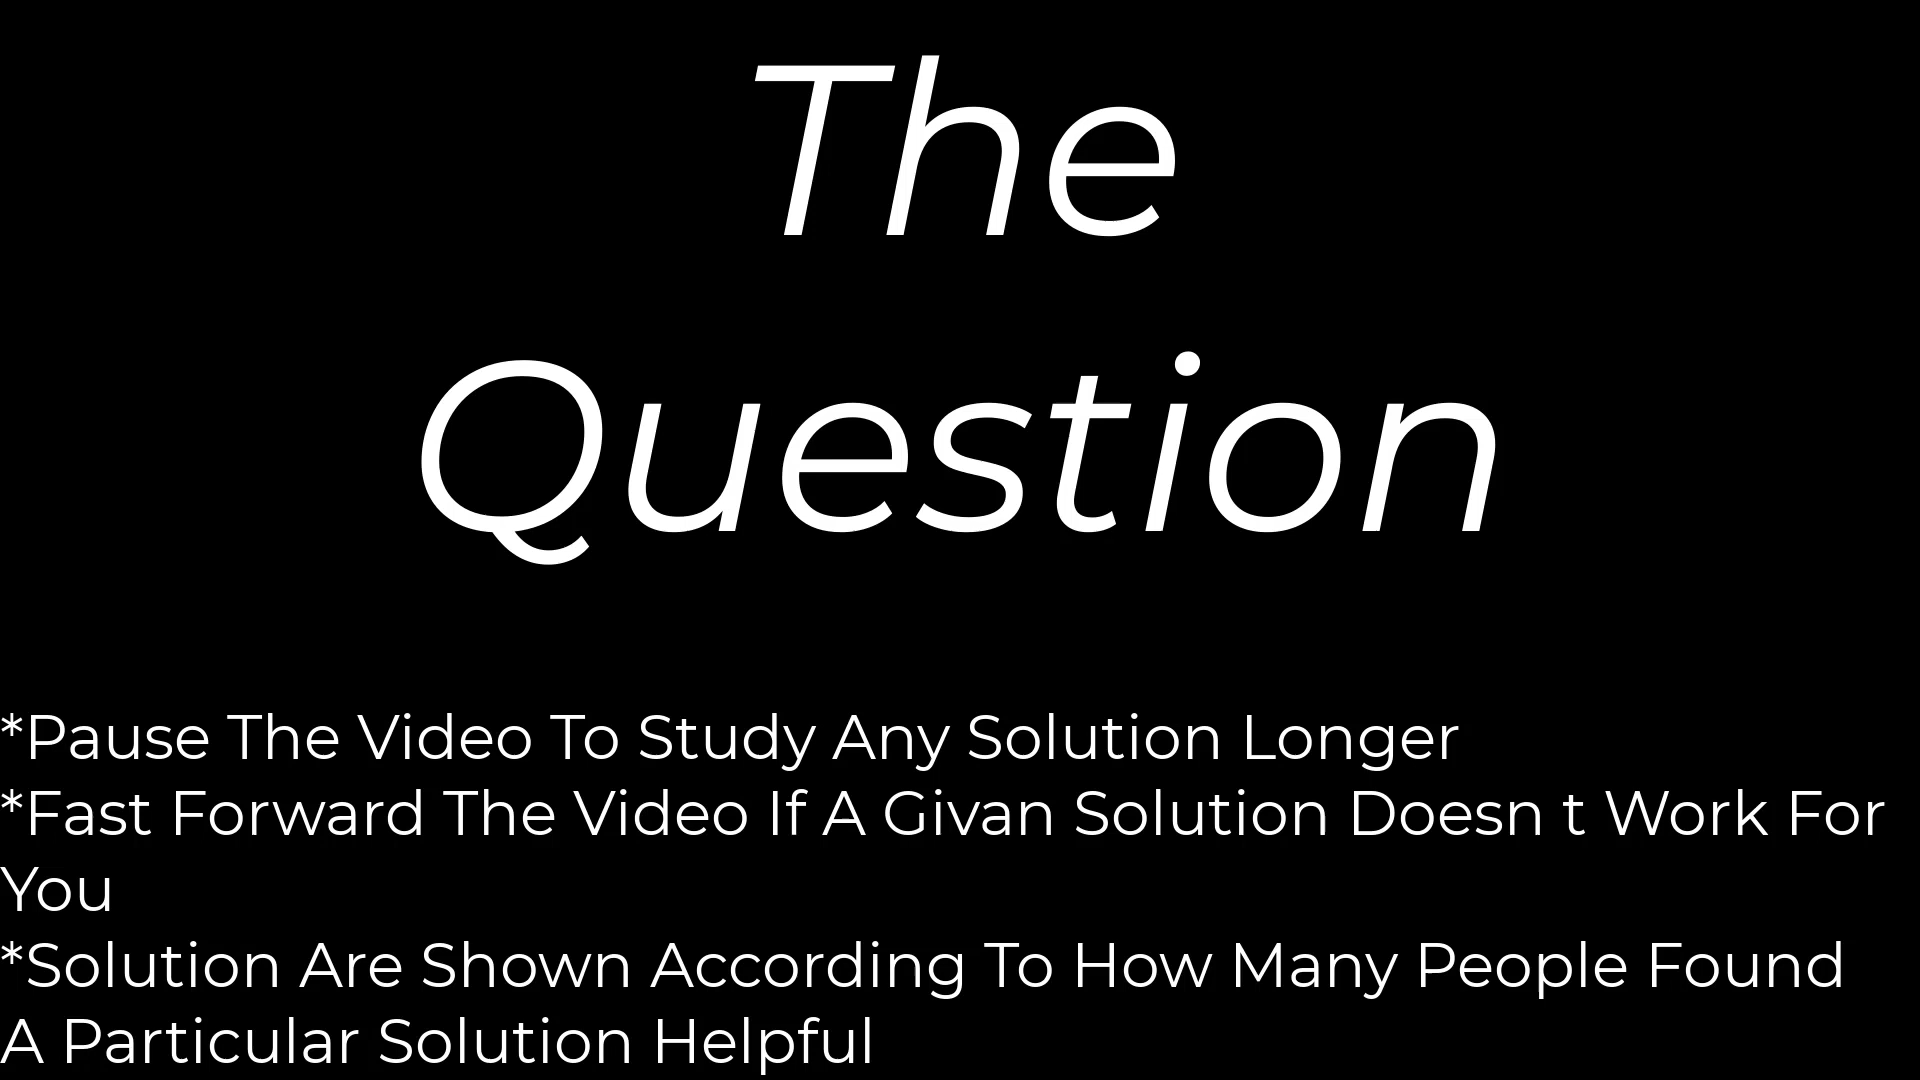 The
Question
*Pause The Video To Study Any Solution Longer
*Fast Forward The Video If A Givan Solution Doesn t Work For
You
*Solution Are Shown According To How Many People Found
A Particular Solution Helpful